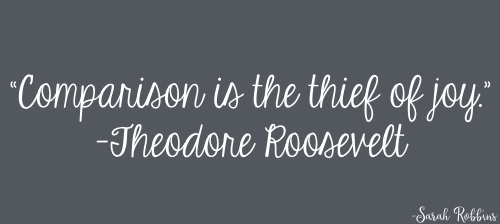 “Comparison is the thief of joy.”
-Theodore Roosevelt
-Sarah Robbins